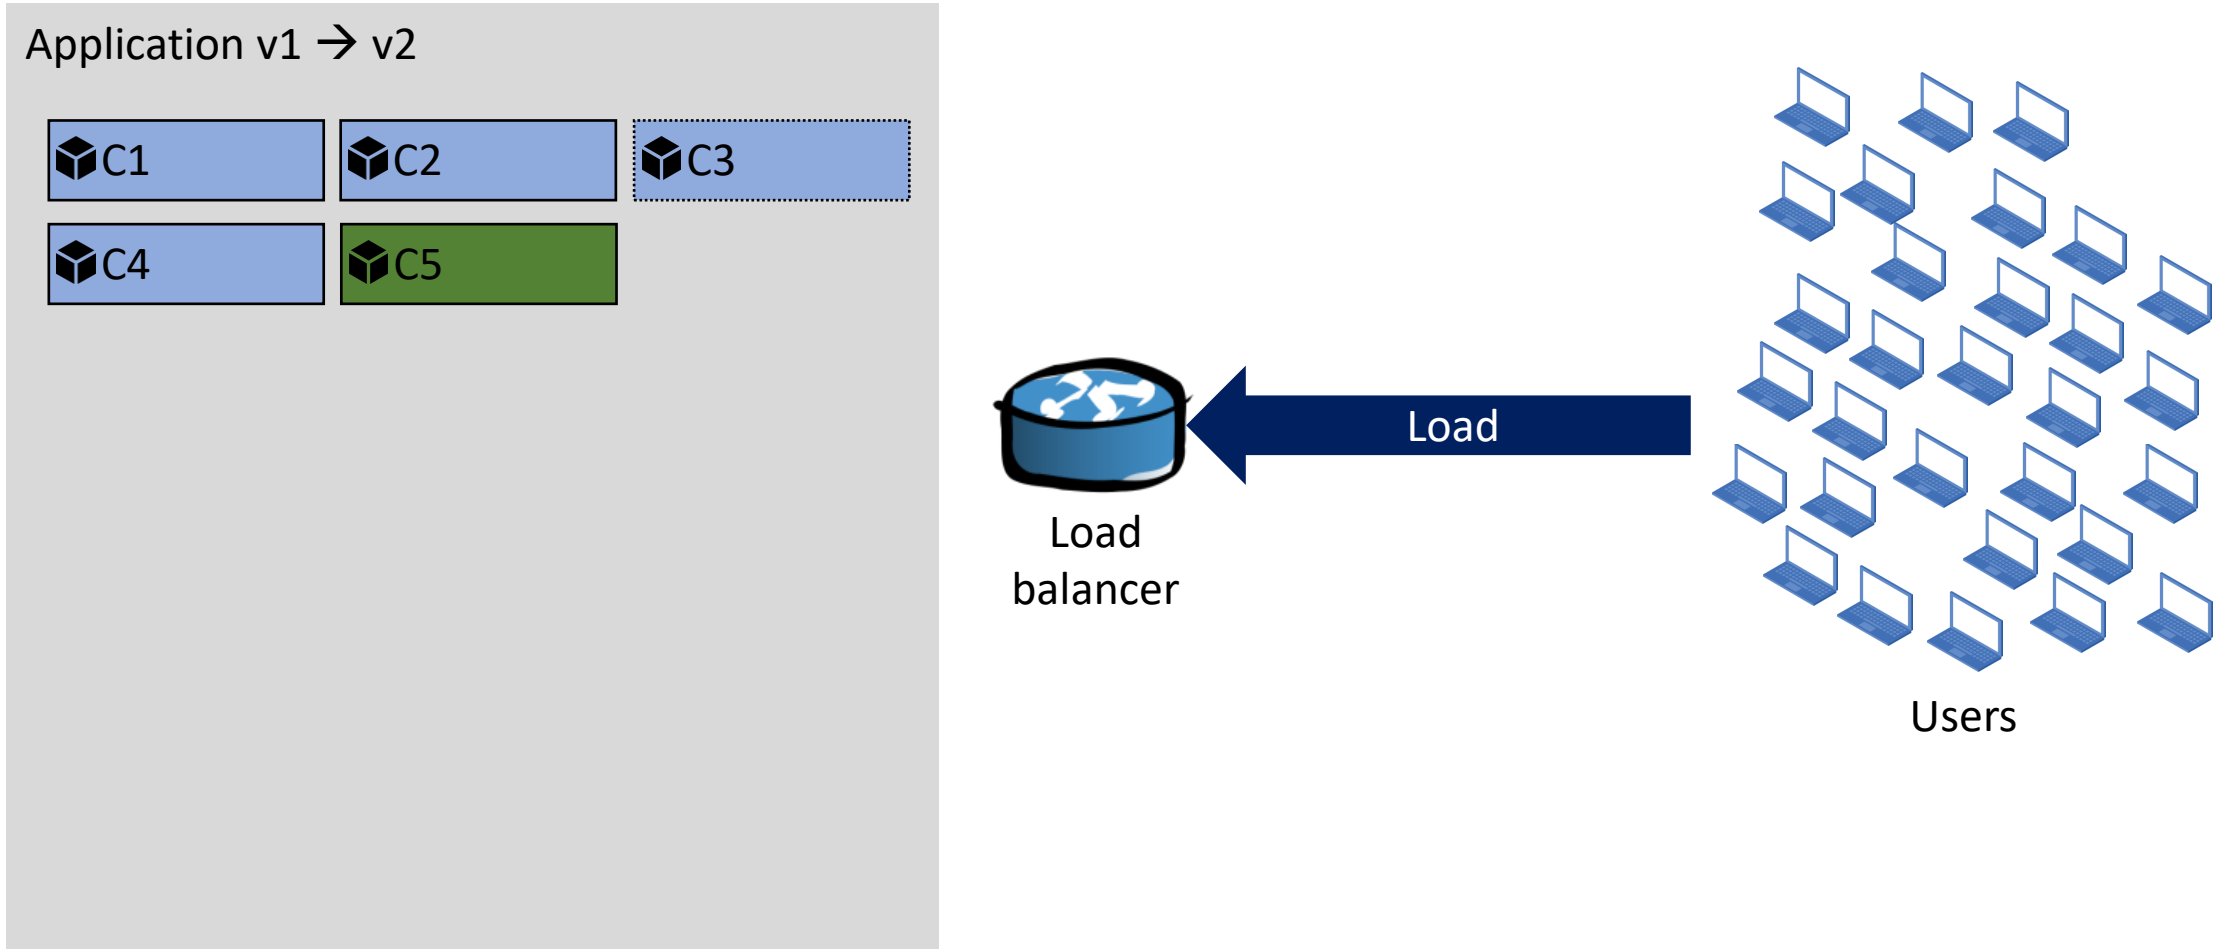 Application v1 → v2
C1
C2
C3
C4
C5
Load
Load
balancer
Users